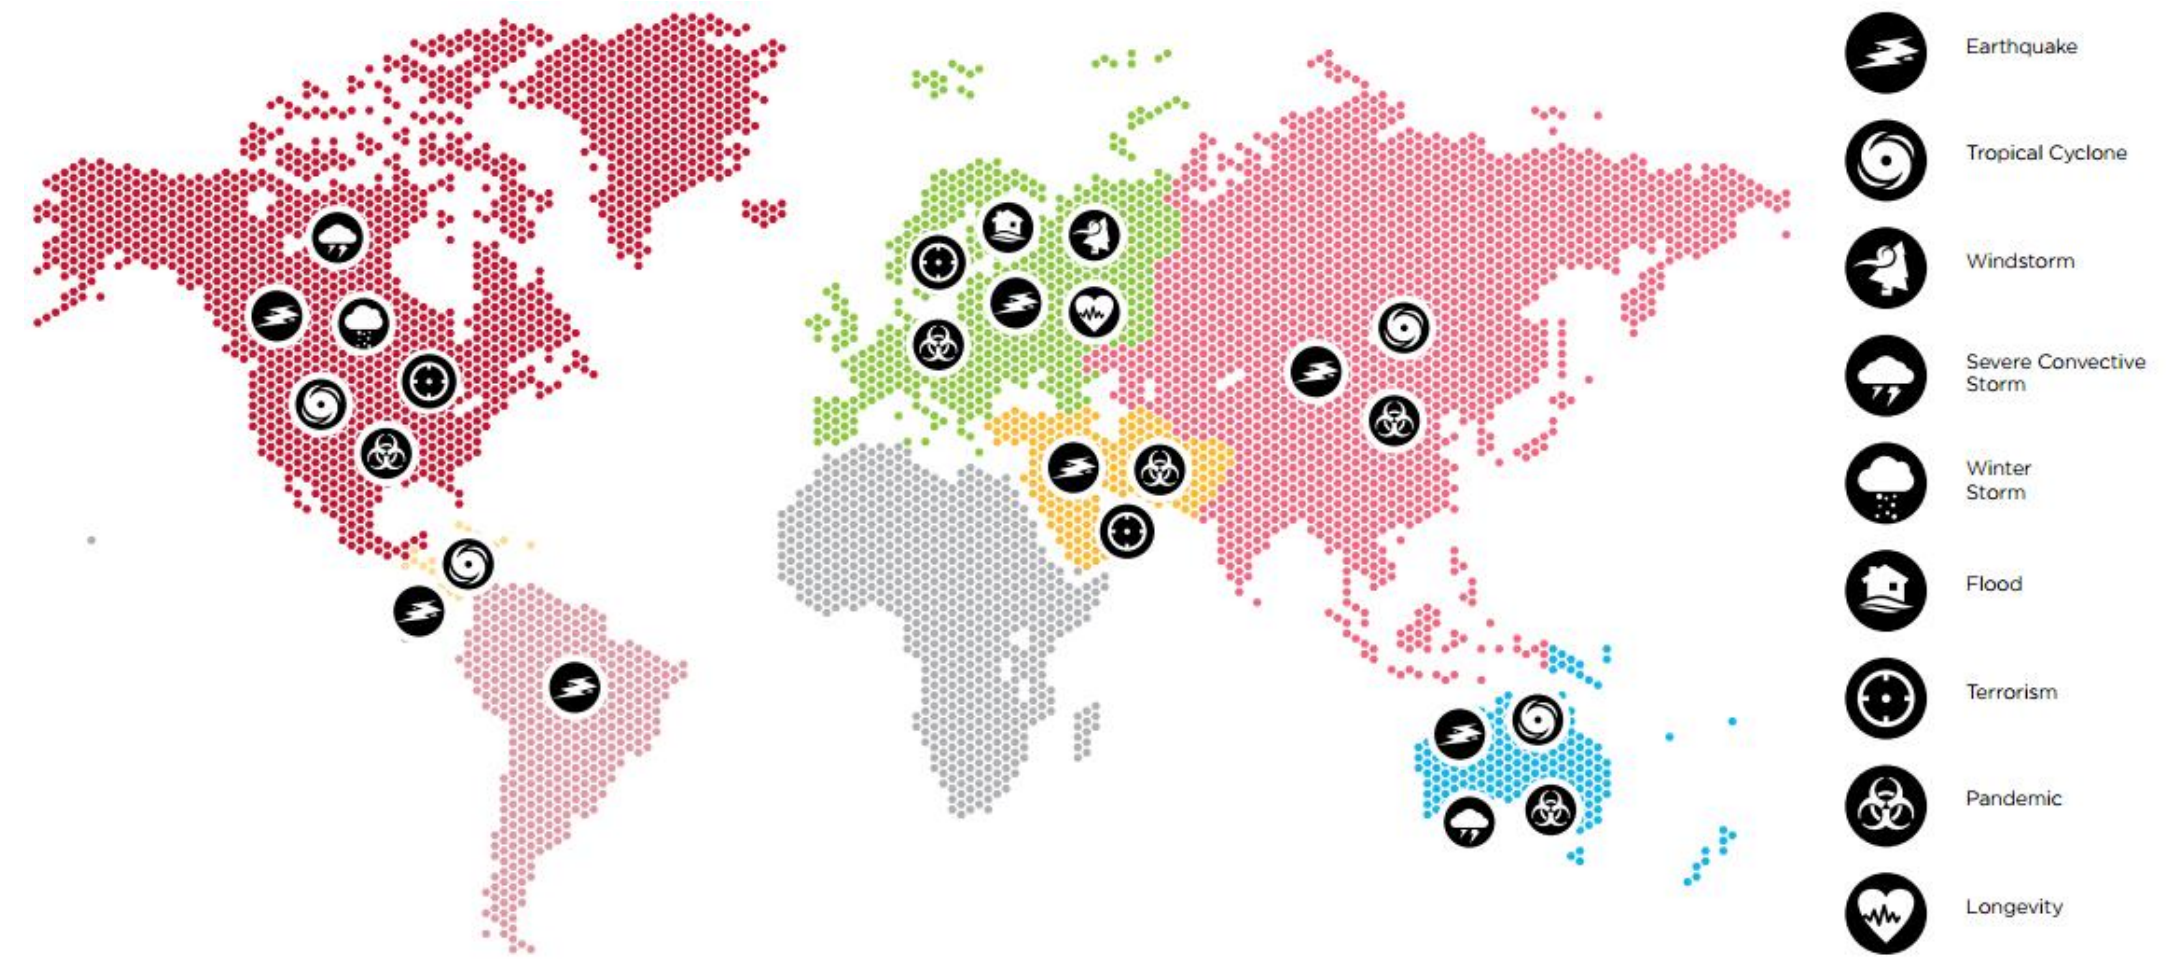 Earthquake
Tropical Cyclone
Windstorm
Severe Convective
Storm
Winter
Storm
Flood
Terrorism
Pandemic
Longevity